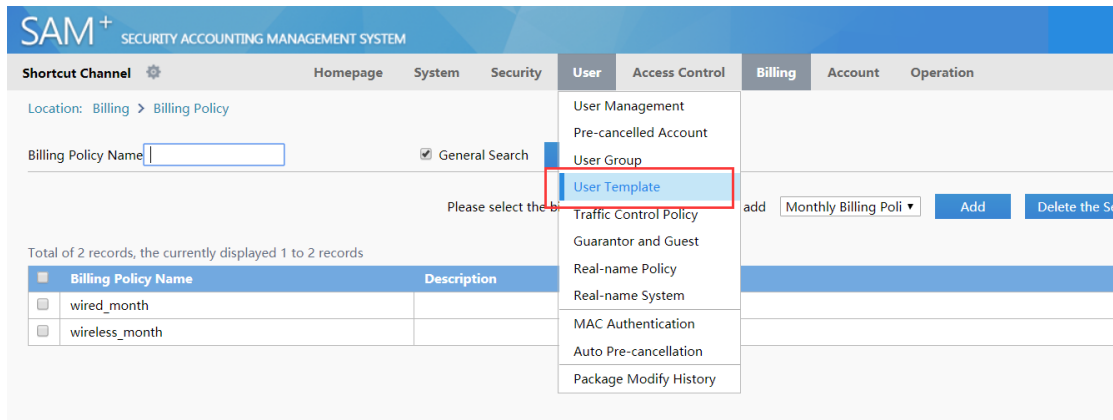 SAM+ SECURITY ACCOUNTING MANAGEMENT SYSTEM
Shortcut Channel Homepage System Security User Access Control Billing Account Operation
Location: Billing > Billing Policy
Billing Policy Name General Search
Please select the b add Monthly Billing Poli Add Delete the Se
Total of 2 records, the currently displayed 1 to 2 records
Billing Policy Name Description
wired_month
wireless_month
User Management
Pre-cancelled Account
User Group
User Template
Traffic Control Policy
Guarantor and Guest
Real-name Policy
Real-name System
MAC Authentication
Auto Pre-cancellation
Package Modify History